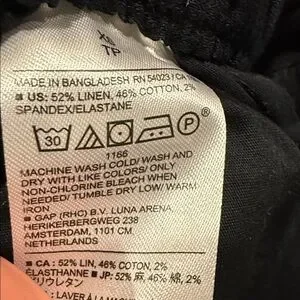 XS
TP
MADE IN BANGLADESH RN 54023 / CA
■ US: 52% LINEN, 46% COTTON, 2%
SPANDEX/ELASTANE
30 P
1166
MACHINE WASH COLD/ WASH AND
DRY WITH LIKE COLORS/ ONLY
NON-CHLORINE BLEACH WHEN
NEEDED/ TUMBLE DRY LOW/ WARM
IRON
■ GAP (RHC) B.V. LUNA ARENA,
HERIKERBERGWEG 238
AMSTERDAM, 1101 CM
NETHERLANDS
■ CA : 52% LIN, 46% COTON, 2%
ÉLASTHANNE ■ JP: 52% 麻, 46% 綿, 2%
ポリウレタン
: LAVER À LA MA